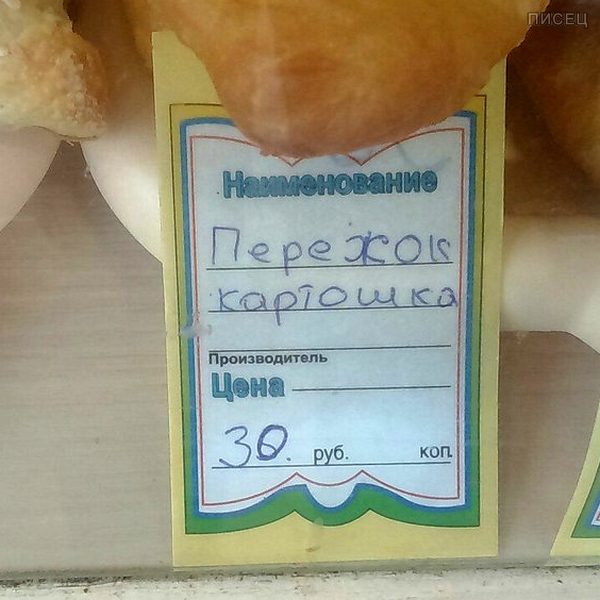 ПИСЕЦ
Наименование
Пережок
картошка
Производитель
Цена
30. руб. коп.